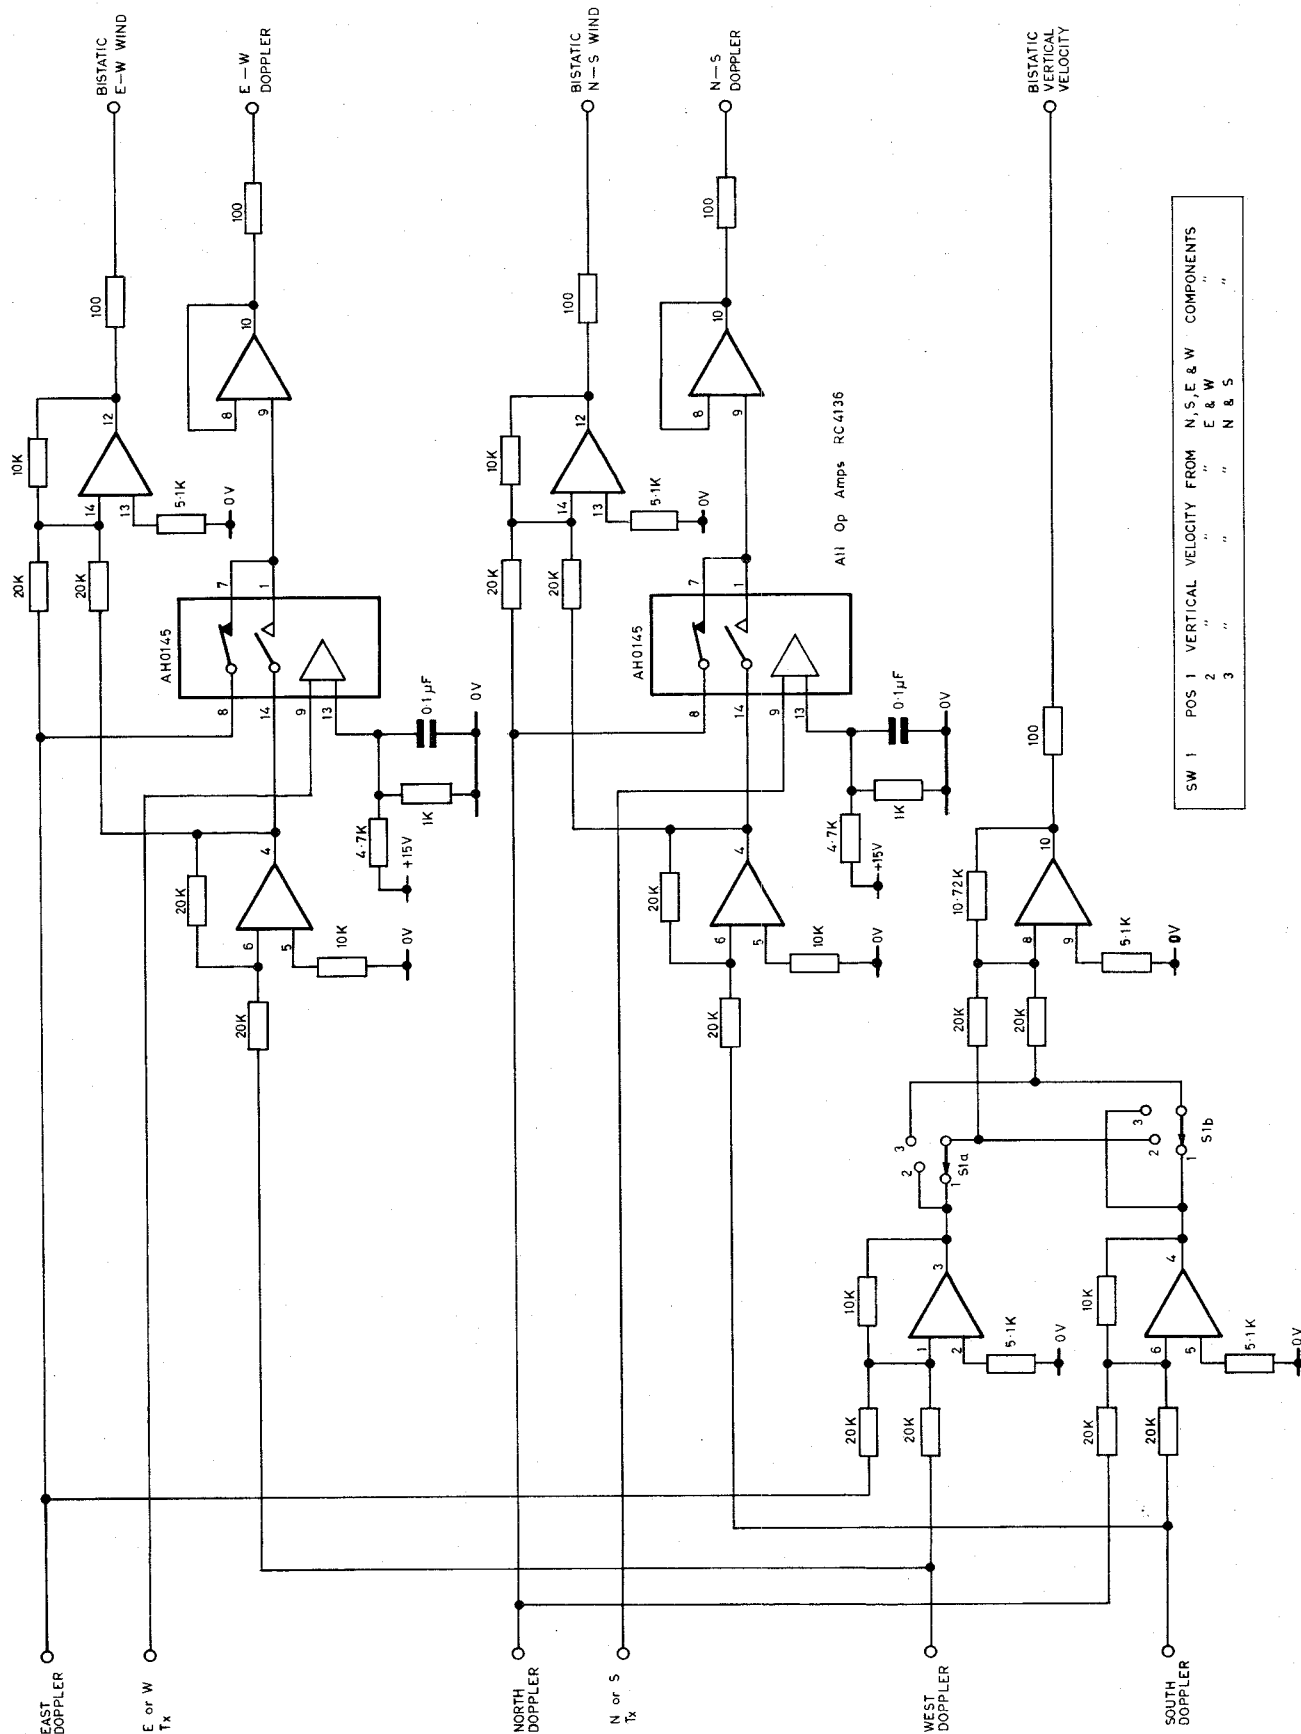 BISTATIC
E—W WIND
E — W
DOPPLER
BISTATIC
N—S WIND
N—S
DOPPLER
BISTATIC
VERTICAL
VELOCITY
10K
20K
14
13
12
100
5·1K
0V
20K
AH0145
7
1
8
14
9
13
8
9
10
100
20K
20K
6
5
4
10K
0V
4·7K
+15V
1K
0·1µF
0V
10K
20K
14
13
12
100
5·1K
0V
20K
AH0145
7
1
8
14
9
13
8
9
10
100
20K
20K
6
5
4
10K
0V
4·7K
+15V
1K
0·1µF
0V
All Op Amps RC4136
20K
20K
1
2
3
10K
5·1K
0V
1
2
3
S1a
20K
20K
6
5
4
10K
5·1K
0V
1
2
3
S1b
20K
20K
8
9
10
10·72K
5·1K
0V
100
SW 1 POS 1 VERTICAL VELOCITY FROM N,S,E & W COMPONENTS
2 " " " E & W "
3 " " " N & S "
EAST
DOPPLER
E or W
Tx
NORTH
DOPPLER
N or S
Tx
WEST
DOPPLER
SOUTH
DOPPLER